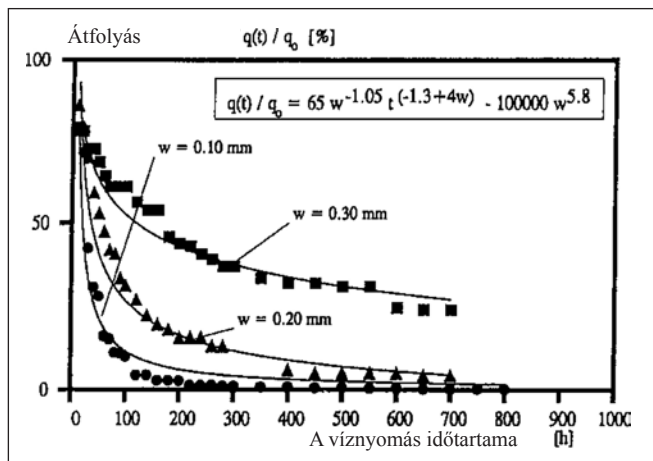 Átfolyás
q(t) / q₀ [%]
100
q(t) / q₀ = 65 w^-1.05 t^(-1.3+4w) - 100000 w^5.8
w = 0.10 mm
50
w = 0.30 mm
w = 0.20 mm
0
0 100 200 300 400 500 600 700 800 900 1000
A víznyomás időtartama [h]